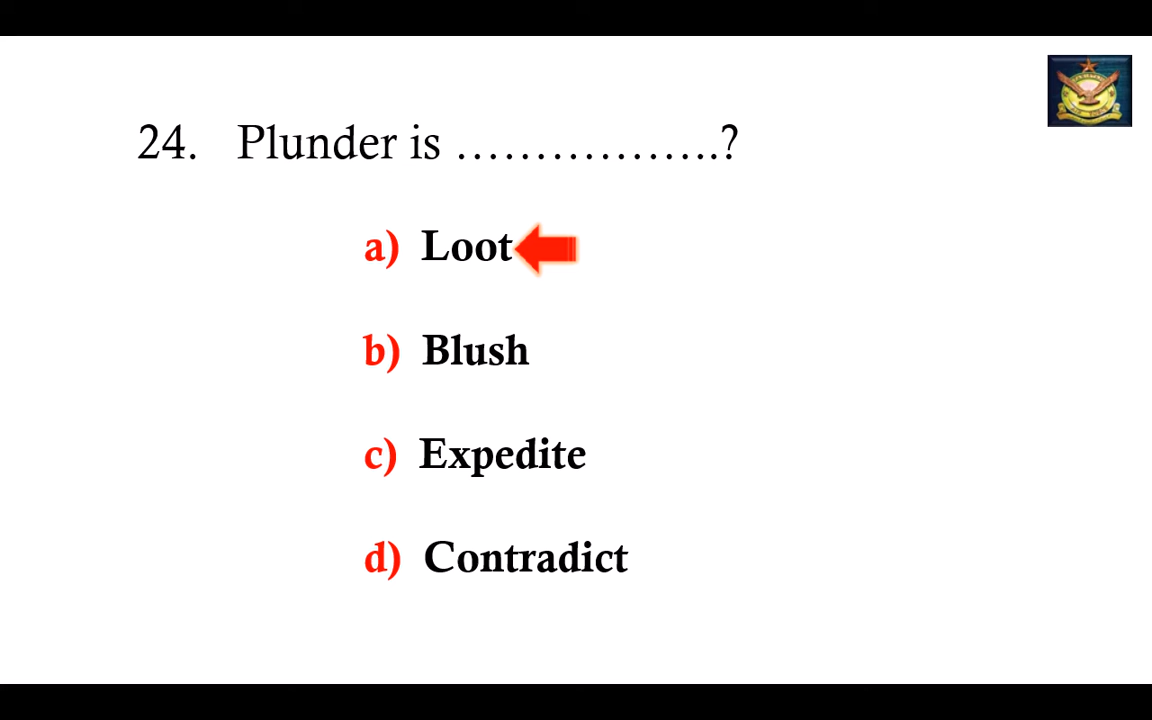 24. Plunder is ……………….?
a) Loot
b) Blush
c) Expedite
d) Contradict